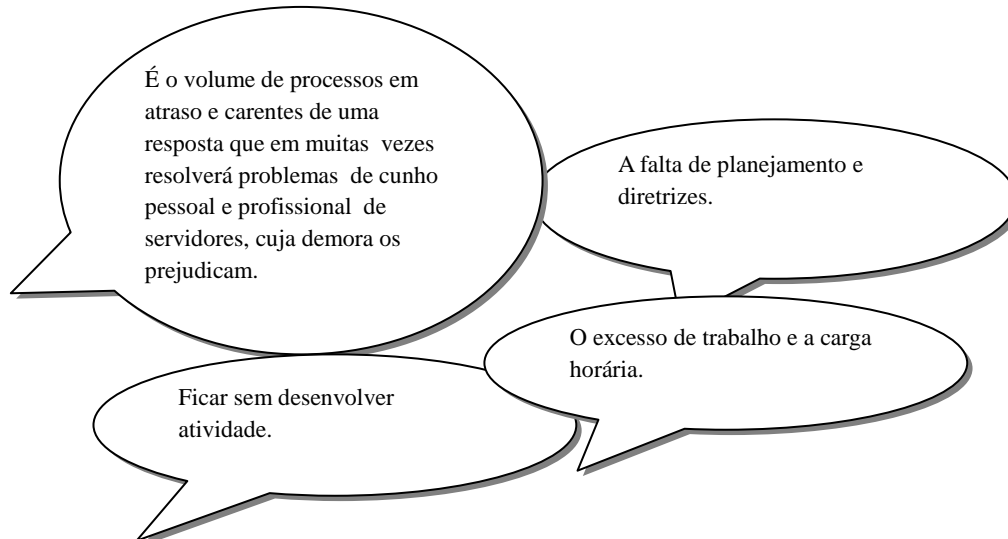 É o volume de processos em
atraso e carentes de uma
resposta que em muitas vezes
resolverá problemas de cunho
pessoal e profissional de
servidores, cuja demora os
prejudicam.
A falta de planejamento e
diretrizes.
O excesso de trabalho e a carga
horária.
Ficar sem desenvolver
atividade.